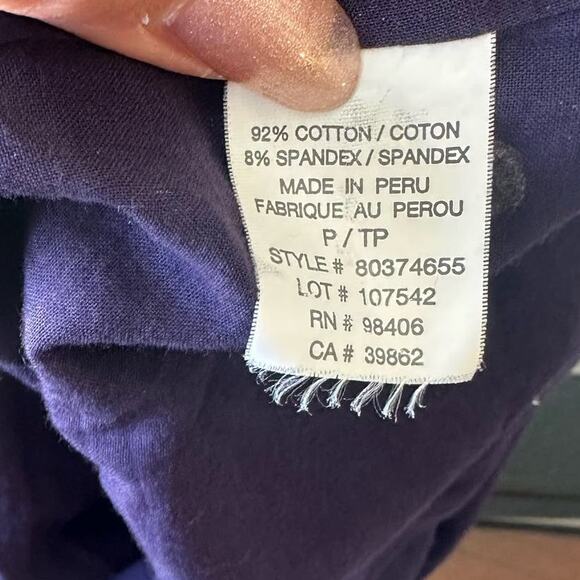 92% COTTON / COTON
8% SPANDEX / SPANDEX
MADE IN PERU
FABRIQUE AU PEROU
P / TP
STYLE # 80374655
LOT # 107542
RN # 98406
CA # 39862